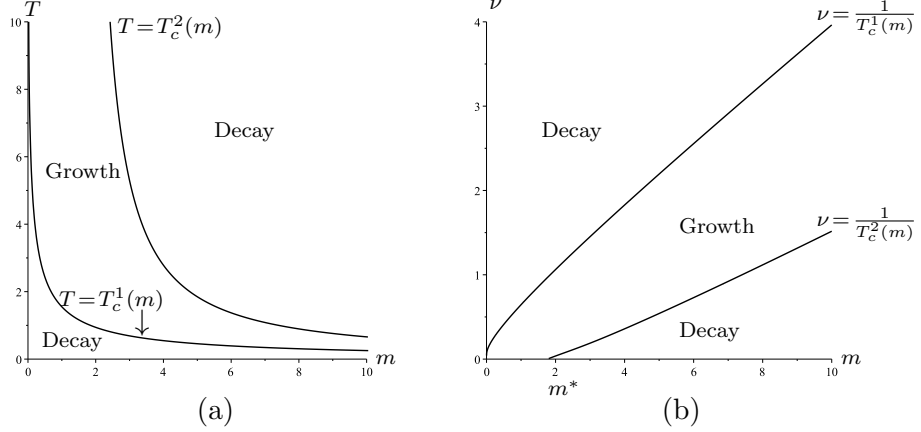 T
10
T = T_c^2(m)
8
Decay
6
Growth
4
2
T = T_c^1(m)
Decay
0
0 2 4 6 8 10
m
(a)
ν
4
ν = 1/T_c^1(m)
3
Decay
2
Growth
ν = 1/T_c^2(m)
1
Decay
0
0 2 4 6 8 10
m
m*
(b)